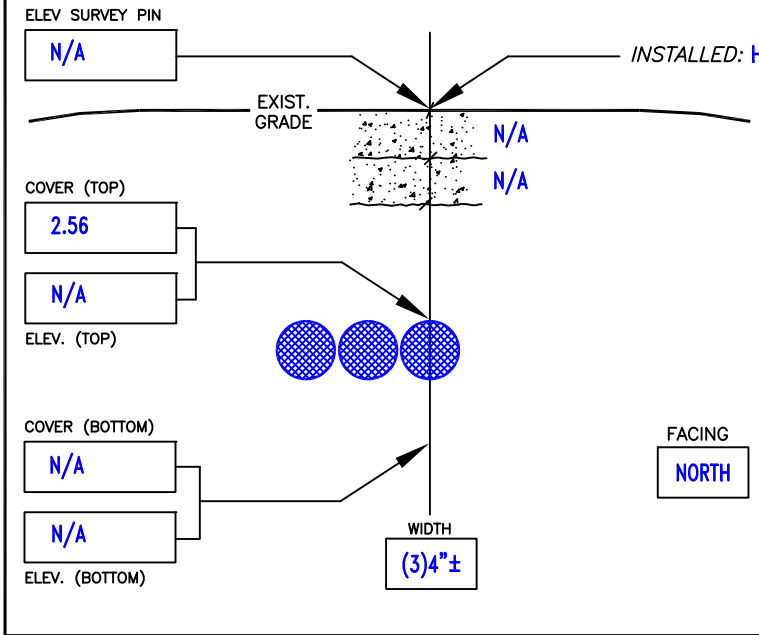 ELEV SURVEY PIN
N/A
INSTALLED: H
EXIST.
GRADE
N/A
N/A
COVER (TOP)
2.56
N/A
ELEV. (TOP)
COVER (BOTTOM)
N/A
N/A
ELEV. (BOTTOM)
FACING
NORTH
WIDTH
(3)4"±